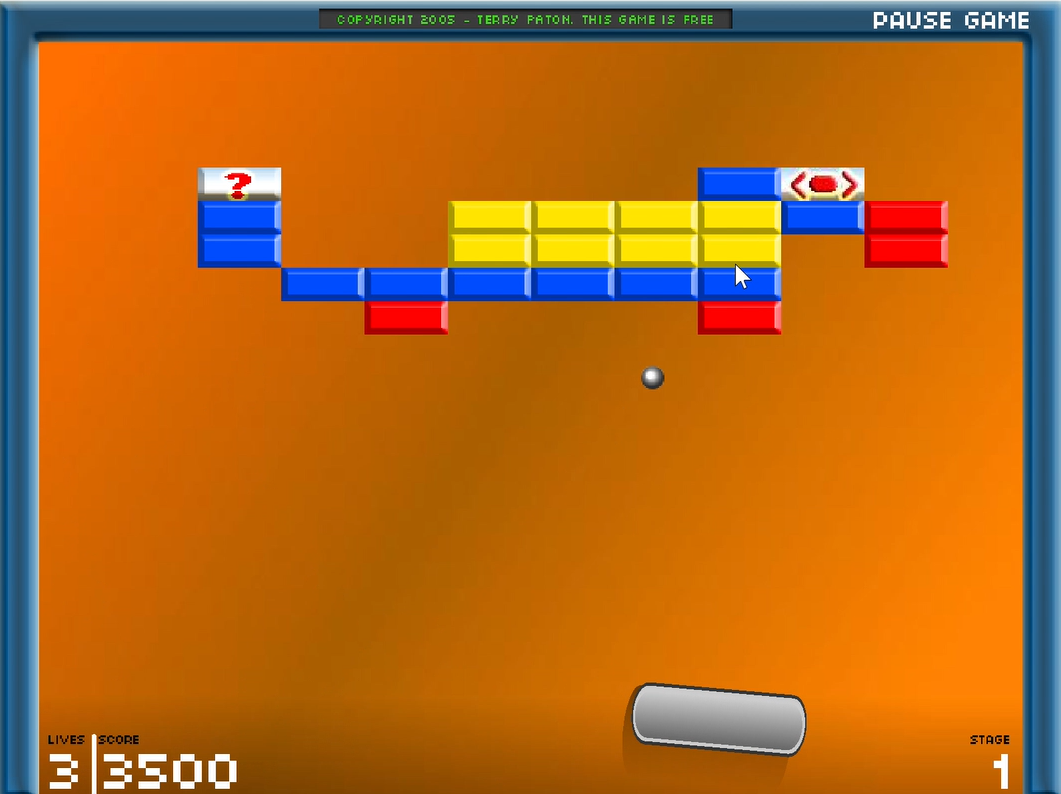 COPYRIGHT 2005 - TERRY PATON. THIS GAME IS FREE
PAUSE GAME
?
< >
LIVES SCORE
3 3500
STAGE
1